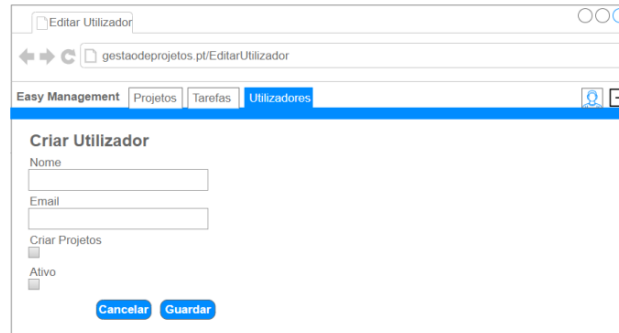 Editar Utilizador
gestaodeprojetos.pt/EditarUtilizador
Easy Management Projetos Tarefas Utilizadores
Criar Utilizador
Nome
Email
Criar Projetos
Ativo
Cancelar Guardar